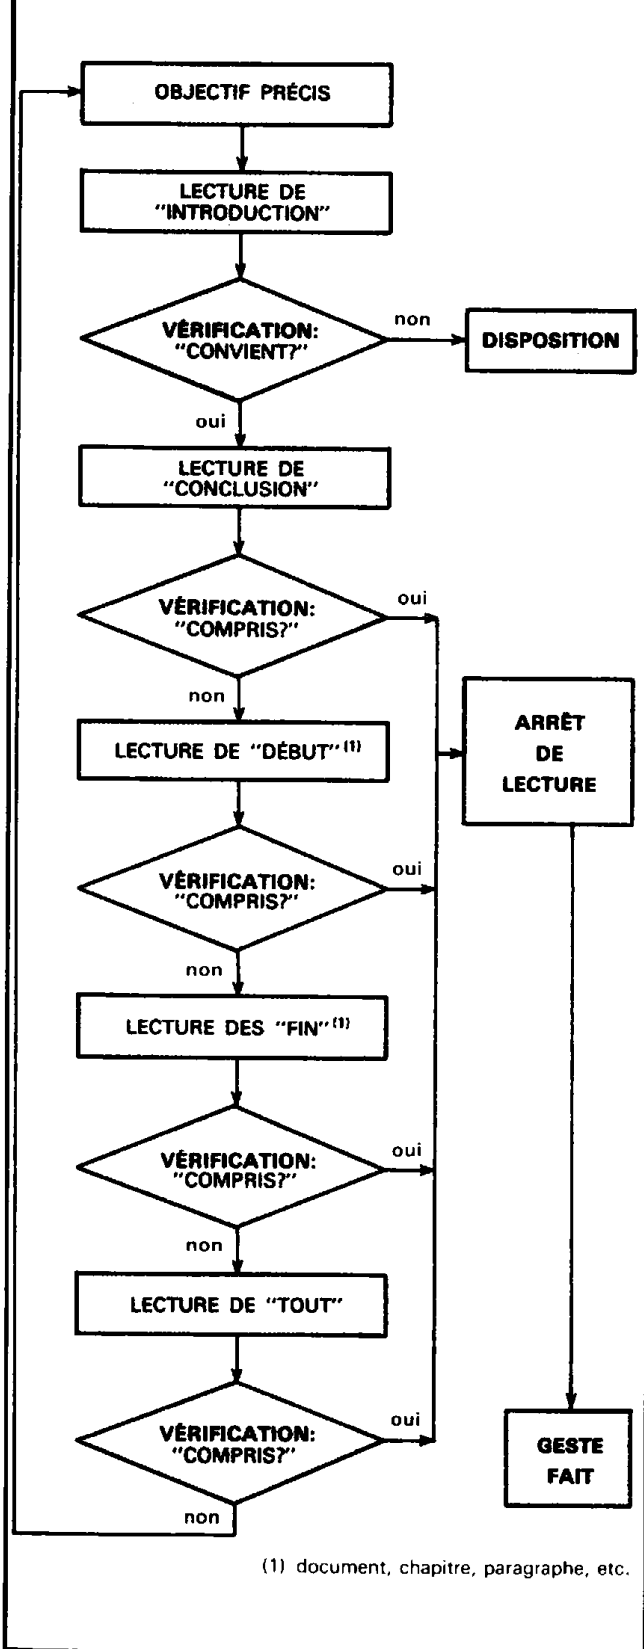 OBJECTIF PRÉCIS
LECTURE DE
"INTRODUCTION"
VÉRIFICATION:
"CONVIENT?"
non
DISPOSITION
oui
LECTURE DE
"CONCLUSION"
VÉRIFICATION:
"COMPRIS?"
oui
non
LECTURE DE "DÉBUT" (1)
ARRÊT
DE
LECTURE
VÉRIFICATION:
"COMPRIS?"
oui
non
LECTURE DES "FIN" (1)
VÉRIFICATION:
"COMPRIS?"
oui
non
LECTURE DE "TOUT"
VÉRIFICATION:
"COMPRIS?"
oui
non
GESTE
FAIT
(1) document, chapitre, paragraphe, etc.